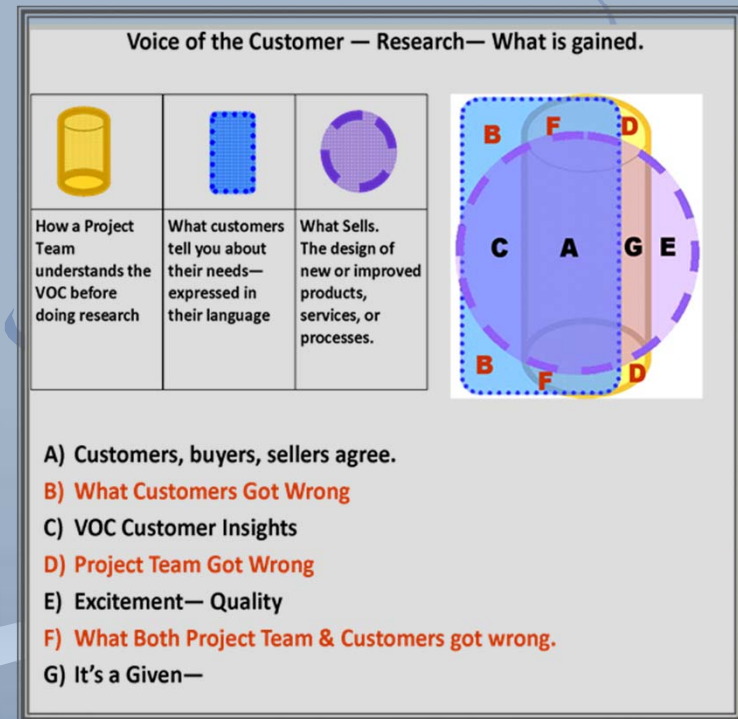 Voice of the Customer — Research— What is gained.
How a Project
Team
understands the
VOC before
doing research
What customers
tell you about
their needs—
expressed in
their language
What Sells.
The design of
new or improved
products,
services, or
processes.
B F D
C A G E
B F D
A) Customers, buyers, sellers agree.
B) What Customers Got Wrong
C) VOC Customer Insights
D) Project Team Got Wrong
E) Excitement— Quality
F) What Both Project Team & Customers got wrong.
G) It’s a Given—